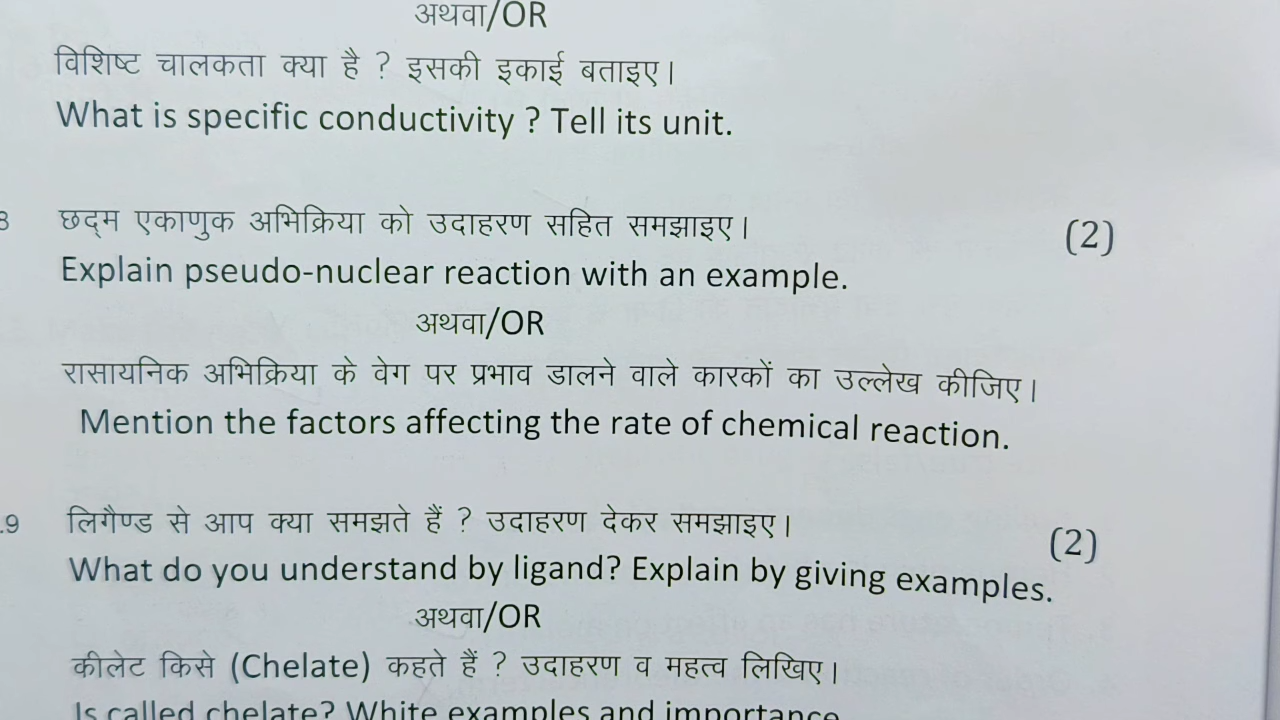 अथवा/OR
विशिष्ट चालकता क्या है ? इसकी इकाई बताइए।
What is specific conductivity ? Tell its unit.
8 छद्म एकाणुक अभिक्रिया को उदाहरण सहित समझाइए। (2)
Explain pseudo-nuclear reaction with an example.
अथवा/OR
रासायनिक अभिक्रिया के वेग पर प्रभाव डालने वाले कारकों का उल्लेख कीजिए।
Mention the factors affecting the rate of chemical reaction.
.9 लिगैण्ड से आप क्या समझते हैं ? उदाहरण देकर समझाइए। (2)
What do you understand by ligand? Explain by giving examples.
अथवा/OR
कीलेट किसे (Chelate) कहते हैं ? उदाहरण व महत्व लिखिए।
Is called chelate? White examples and importance